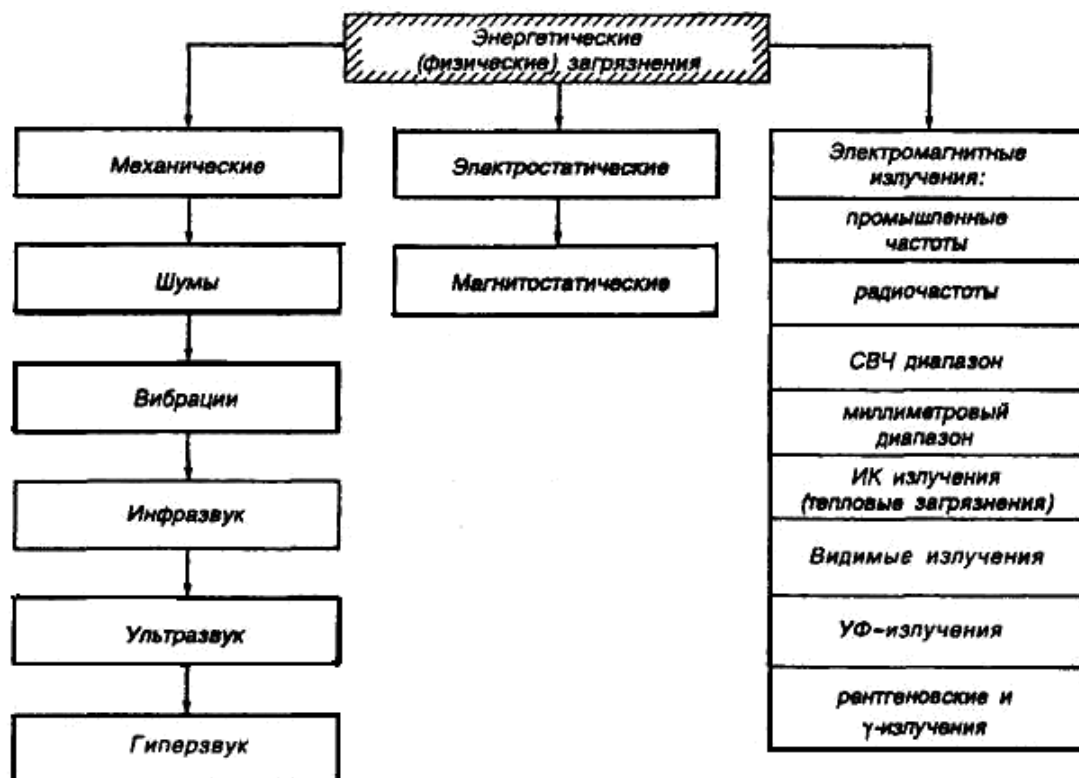 Энергетические
(физические) загрязнения
Механические
Шумы
Вибрации
Инфразвук
Ультразвук
Гиперзвук
Электростатические
Магнитостатические
Электромагнитные
излучения:
промышленные
частоты
радиочастоты
СВЧ диапазон
миллиметровый
диапазон
ИК излучения
(тепловые загрязнения)
Видимые излучения
УФ-излучения
рентгеновские и
γ-излучения